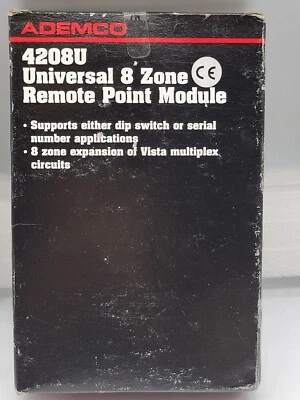 ADEMCO
4208U
Universal 8 Zone CE
Remote Point Module
• Supports either dip switch or serial
number applications
• 8 zone expansion of Vista multiplex
circuits